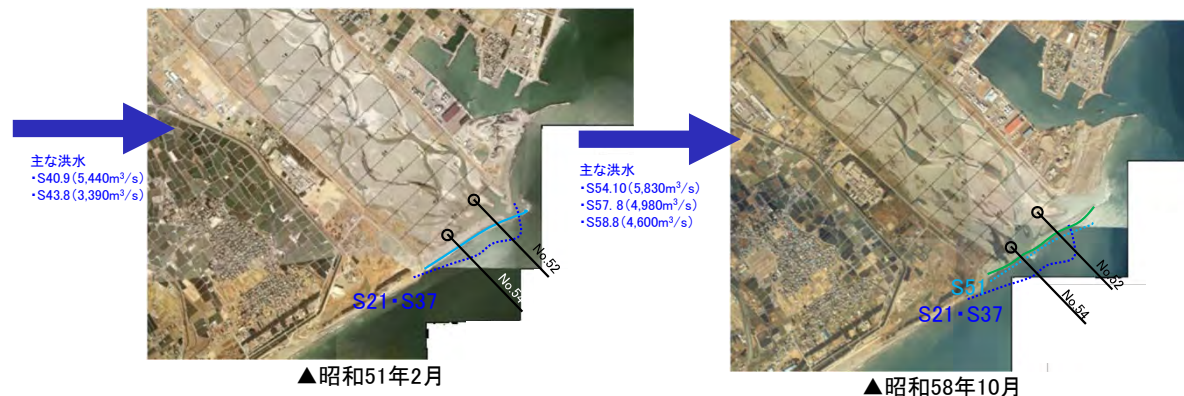 主な洪水
・S40.9(5,440m³/s)
・S43.8(3,390m³/s)
No.52
No.54
S21・S37
▲昭和51年2月
主な洪水
・S54.10(5,830m³/s)
・S57. 8(4,980m³/s)
・S58.8(4,600m³/s)
No.52
No.54
S51
S21・S37
▲昭和58年10月